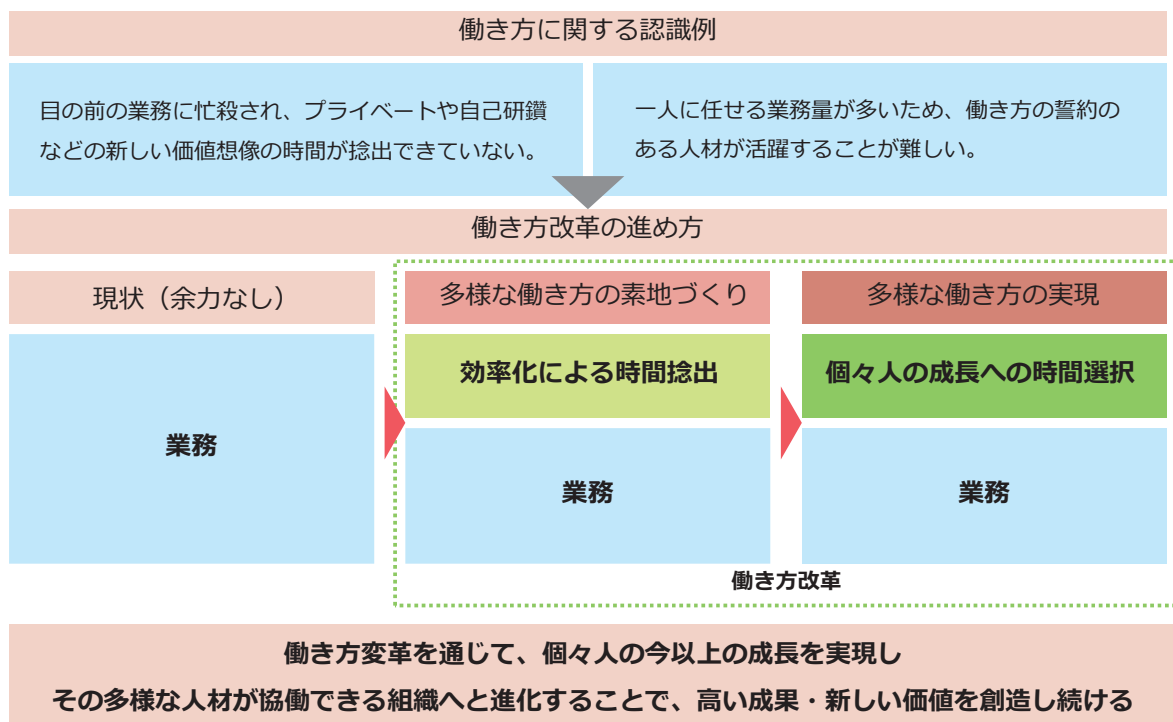 働き方に関する認識例
目の前の業務に忙殺され、プライベートや自己研鑽
などの新しい価値想像の時間が捻出できていない。
一人に任せる業務量が多いため、働き方の誓約の
ある人材が活躍することが難しい。
働き方改革の進め方
現状（余力なし）
業務
多様な働き方の素地づくり
効率化による時間捻出
業務
多様な働き方の実現
個々人の成長への時間選択
業務
働き方改革
働き方変革を通じて、個々人の今以上の成長を実現し
その多様な人材が協働できる組織へと進化することで、高い成果・新しい価値を創造し続ける